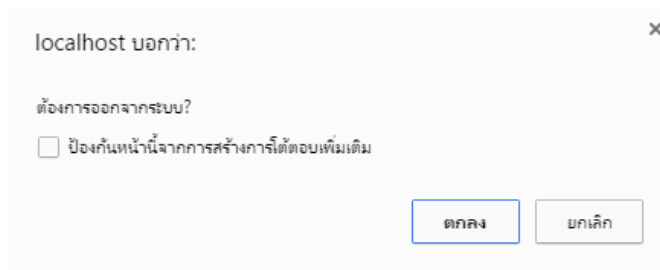 localhost บอกว่า:
ต้องการออกจากระบบ?
ป้องกันหน้านี้จากการสร้างการโต้ตอบเพิ่มเติม
ตกลง
ยกเลิก